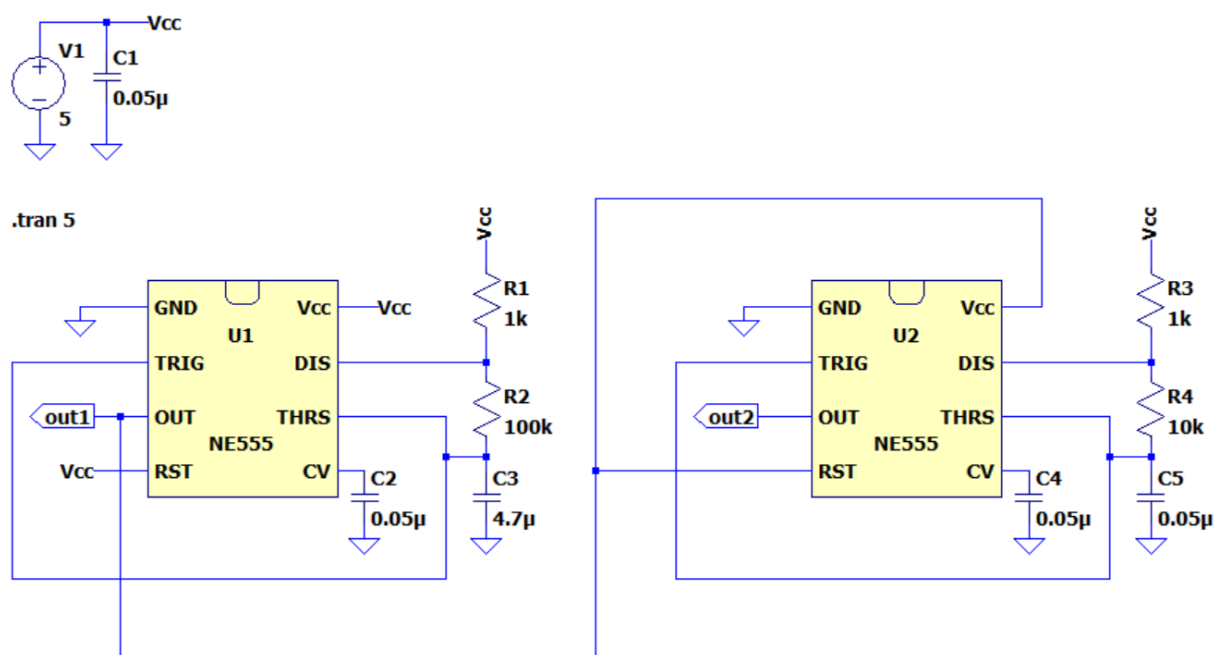 Vcc
V1
C1
0.05µ
5
.tran 5
Vcc
R1
1k
GND
Vcc
Vcc
U1
TRIG
DIS
R2
100k
out1
OUT
THRS
NE555
Vcc
RST
CV
C2
0.05µ
C3
4.7µ
Vcc
R3
1k
GND
Vcc
U2
TRIG
DIS
R4
10k
out2
OUT
THRS
NE555
RST
CV
C4
0.05µ
C5
0.05µ